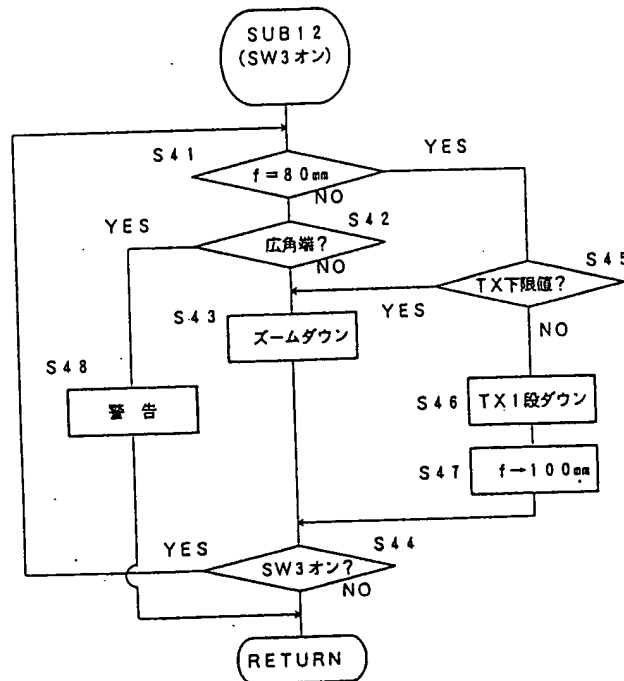 SUB12
(SW3オン)
S41
YES
f=80mm
NO
S42
YES
広角端?
NO
S45
TX下限値?
YES
NO
S43
ズームダウン
S48
警 告
S46
TX1段ダウン
S47
f→100mm
YES
S44
SW3オン?
NO
RETURN